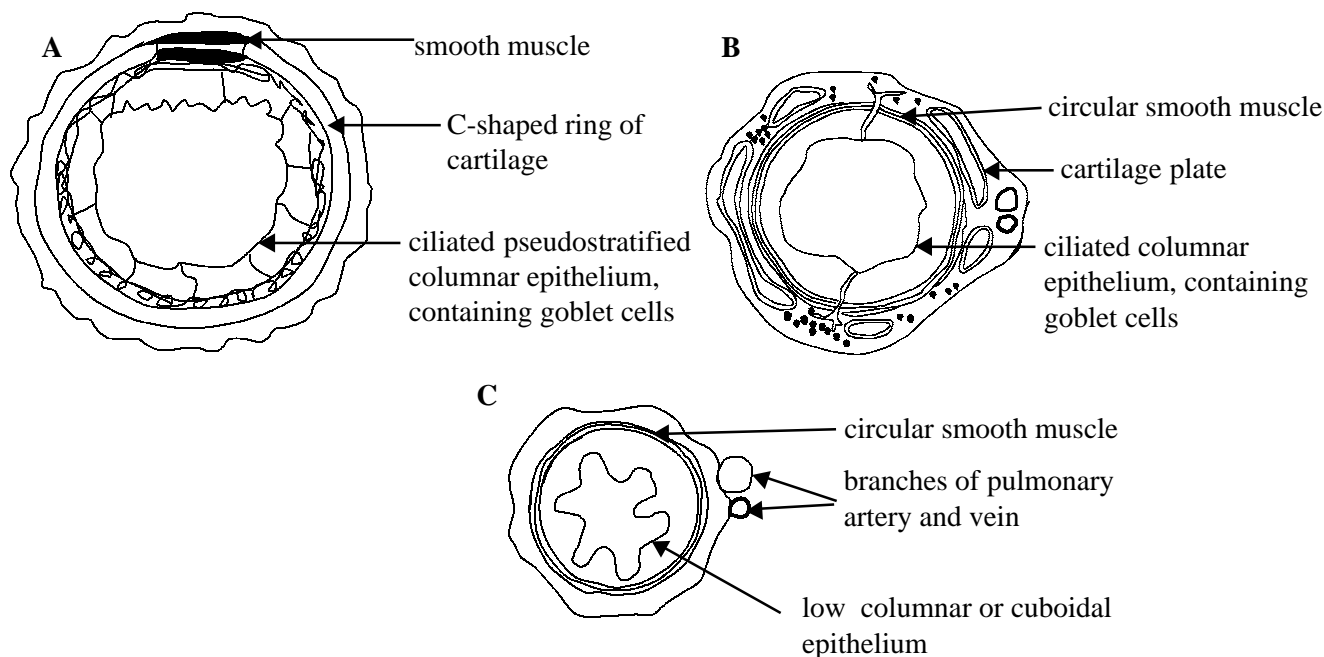 A
smooth muscle
C-shaped ring of
cartilage
ciliated pseudostratified
columnar epithelium,
containing goblet cells
B
circular smooth muscle
cartilage plate
ciliated columnar
epithelium, containing
goblet cells
C
circular smooth muscle
branches of pulmonary
artery and vein
low columnar or cuboidal
epithelium